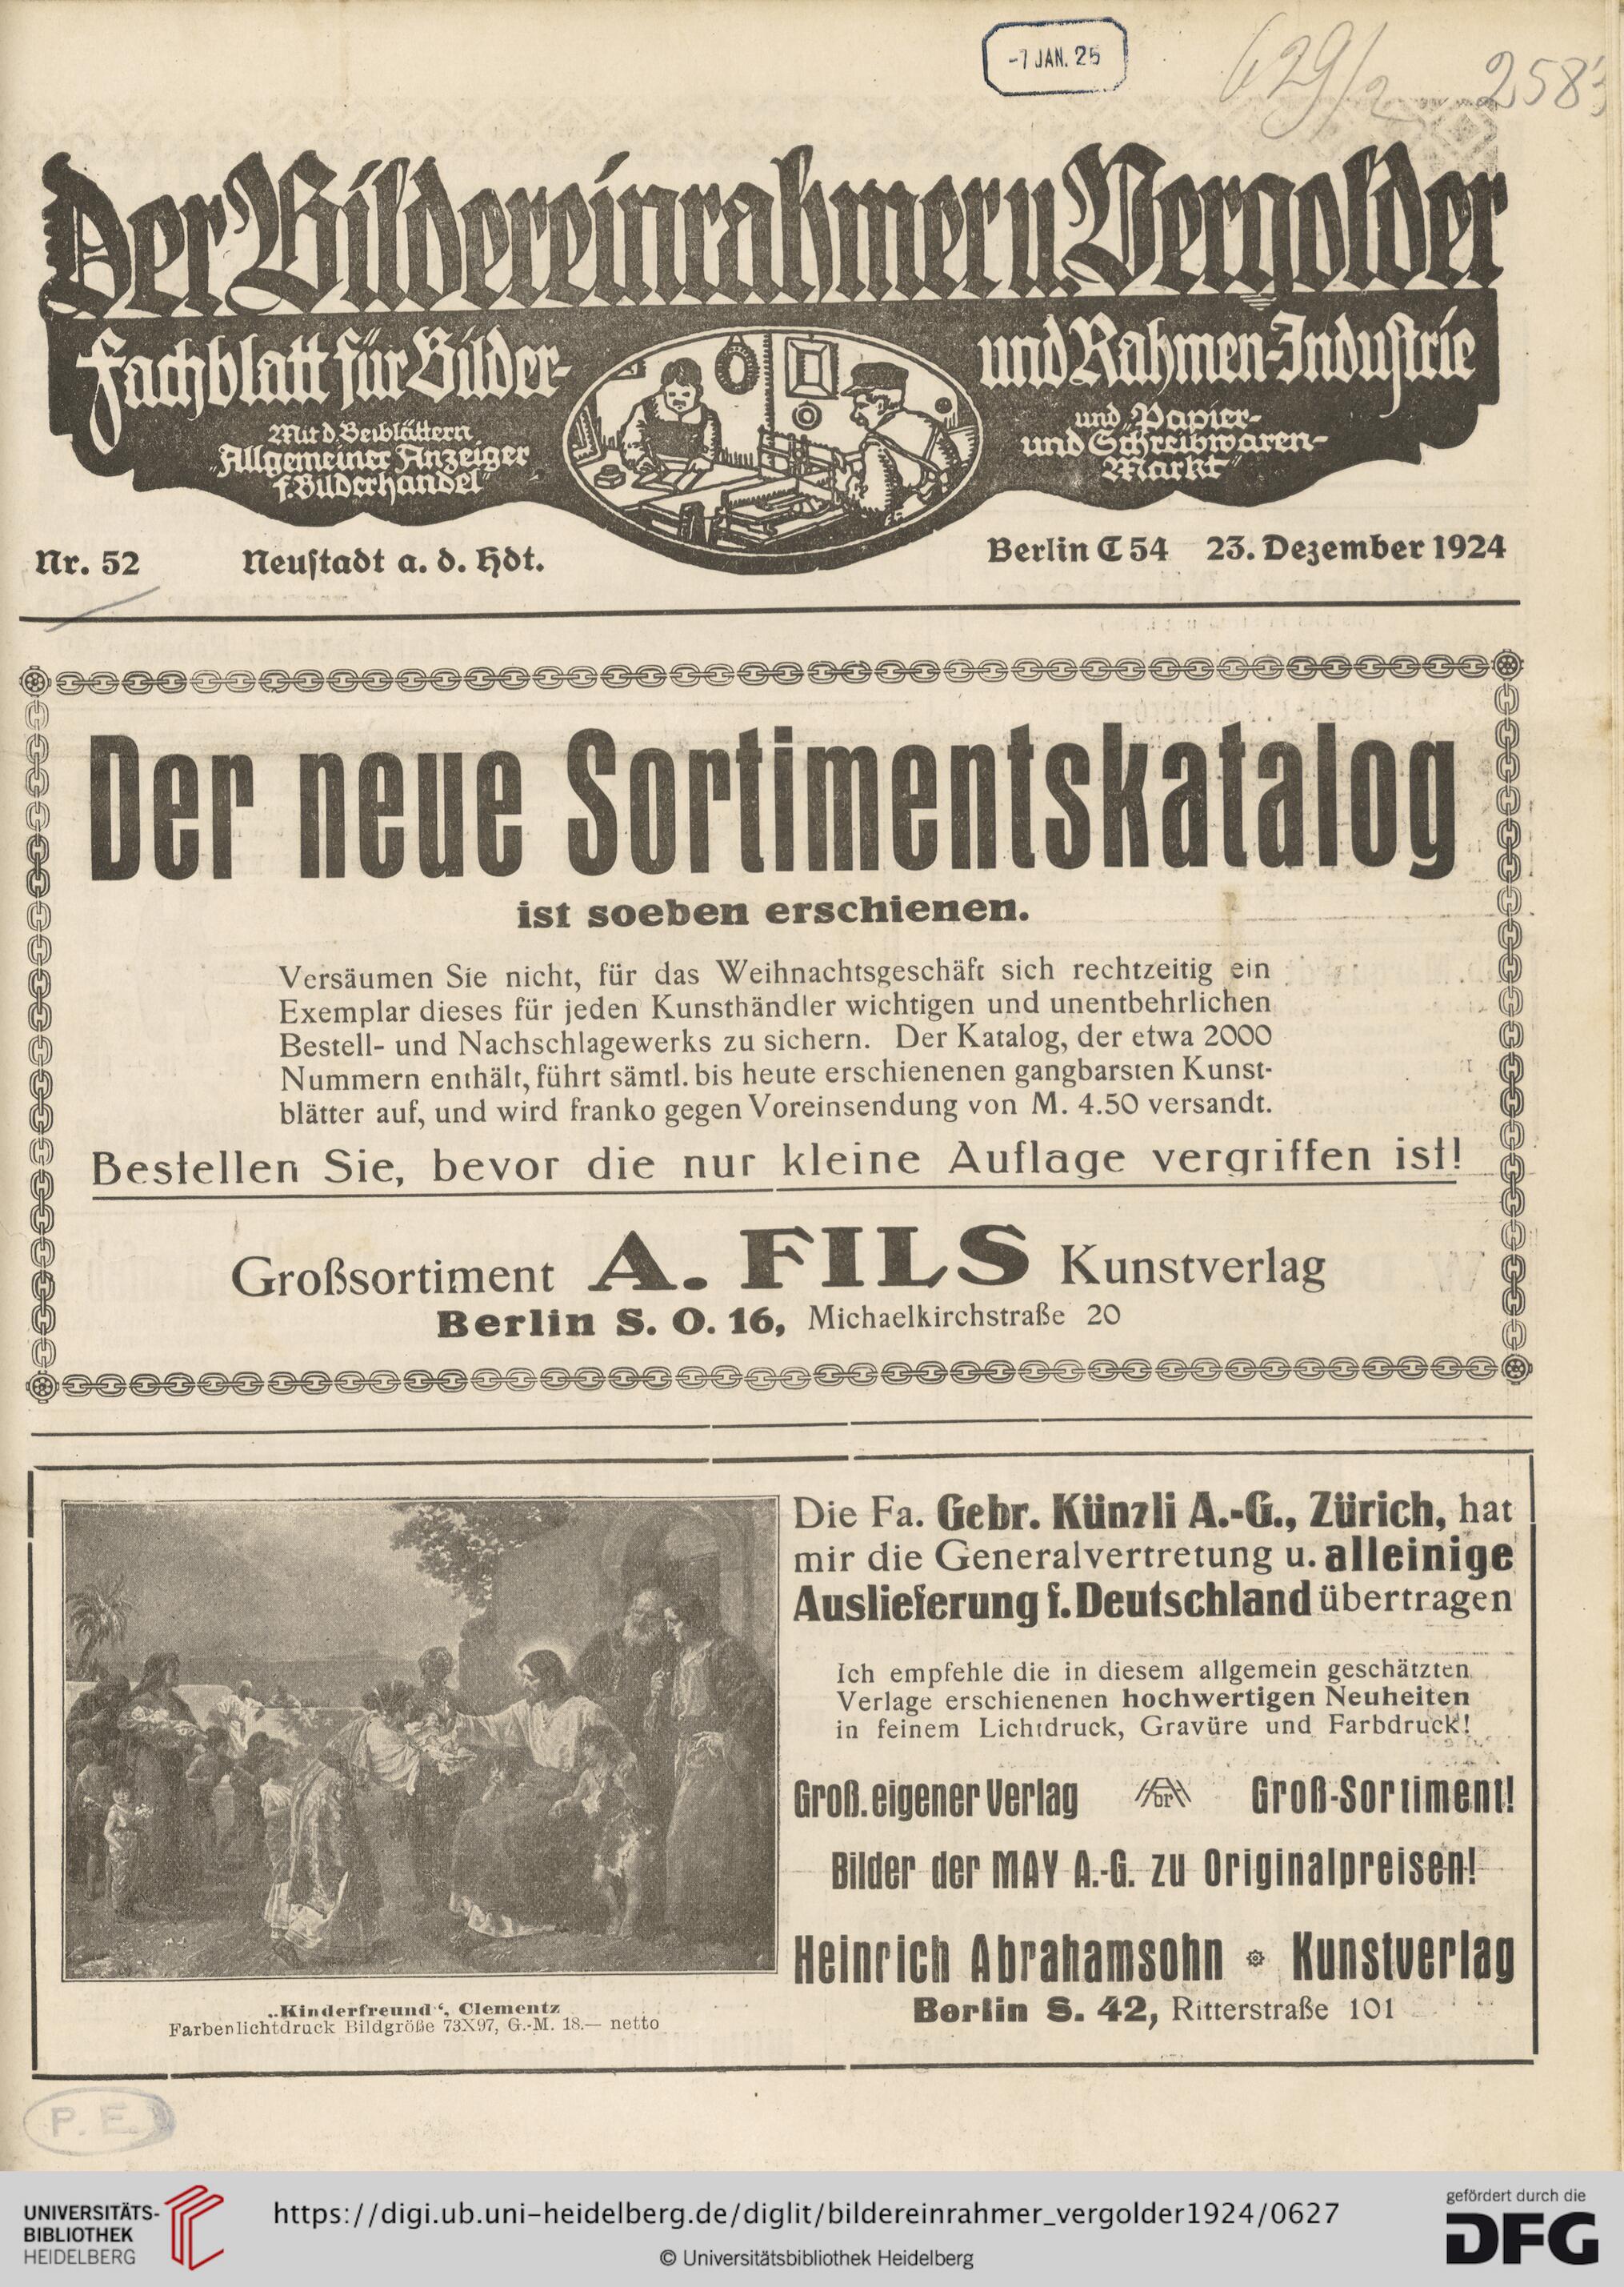 -7 JAN. 25
629/2 2583
Der Bildereinrahmer u. Vergolder
Fachblatt für Bilder- und Rahmen-Industrie
Mit d. Beiblättern
„Allgemeiner Anzeiger
f. Bilderhandel"
und „Papier-
und Schreibwaren-
Markt"
Nr. 52 Neustadt a. d. Hdt. Berlin C 54 23. Dezember 1924
Der neue Sortimentskatalog
ist soeben erschienen.
Versäumen Sie nicht, für das Weihnachtsgeschäft sich rechtzeitig ein
Exemplar dieses für jeden Kunsthändler wichtigen und unentbehrlichen
Bestell- und Nachschlagewerks zu sichern. Der Katalog, der etwa 2000
Nummern enthält, führt sämtl. bis heute erschienenen gangbarsten Kunst-
blätter auf, und wird franko gegen Voreinsendung von M. 4.50 versandt.
Bestellen Sie, bevor die nur kleine Auflage vergriffen ist!
Großsortiment A. FILS Kunstverlag
Berlin S. O. 16, Michaelkirchstraße 20
Die Fa. Gebr. Künzli A.-G., Zürich, hat
mir die Generalvertretung u. alleinige
Auslieferung f. Deutschland übertragen
Ich empfehle die in diesem allgemein geschätzten
Verlage erschienenen hochwertigen Neuheiten
in feinem Lichtdruck, Gravüre und Farbdruck!
Groß. eigener Verlag Groß-Sortiment!
Bilder der MAY A.-G. zu Originalpreisen!
Heinrich Abrahamsohn Kunstverlag
Berlin S. 42, Ritterstraße 101
„Kinderfreund“, Clementz
Farbenlichtdruck Bildgröße 73X97, G.-M. 18.— netto
P. E.
UNIVERSITÄTS-
BIBLIOTHEK
HEIDELBERG
https://digi.ub.uni-heidelberg.de/diglit/bildereinrahmer_vergolder1924/0627
© Universitätsbibliothek Heidelberg
gefördert durch die
DFG